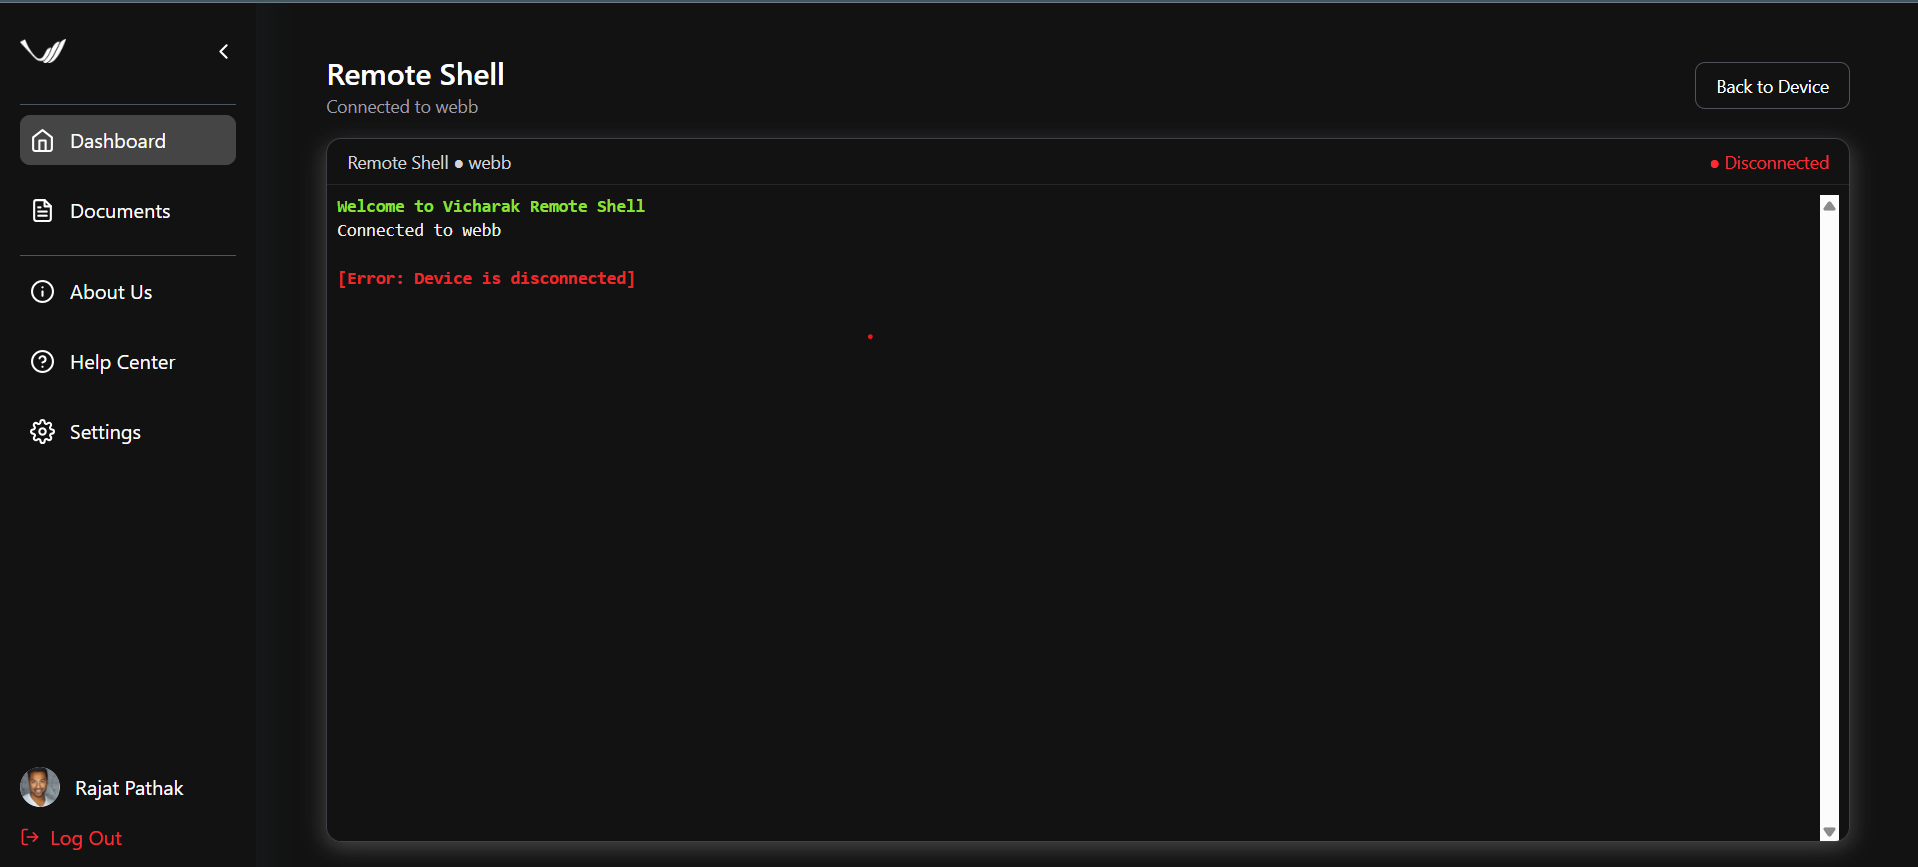 Dashboard
Documents
About Us
Help Center
Settings
Rajat Pathak
Log Out
Remote Shell
Connected to webb
Back to Device
Remote Shell ● webb
● Disconnected
Welcome to Vicharak Remote Shell
Connected to webb
[Error: Device is disconnected]